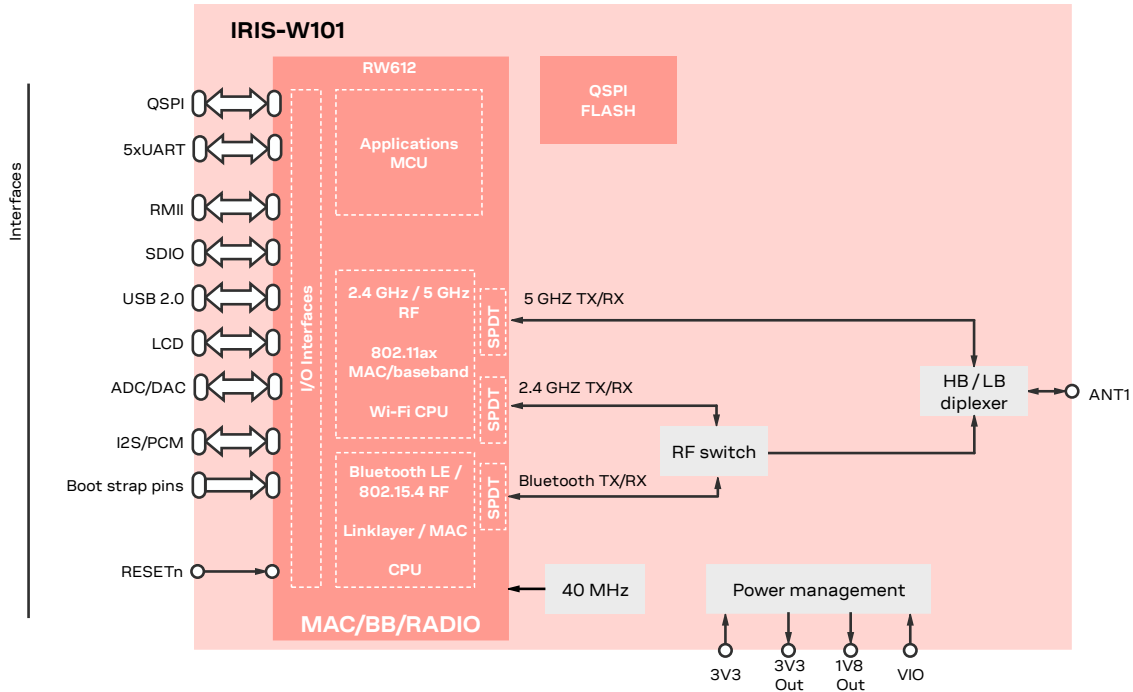 IRIS-W101
RW612
QSPI
FLASH
Interfaces
QSPI
5xUART
RMII
SDIO
USB 2.0
LCD
ADC/DAC
I2S/PCM
Boot strap pins
RESETn
I/O Interfaces
Applications
MCU
2.4 GHz / 5 GHz
RF
802.11ax
MAC/baseband
Wi-Fi CPU
SPDT
SPDT
Bluetooth LE /
802.15.4 RF
Linklayer / MAC
CPU
SPDT
MAC/BB/RADIO
5 GHZ TX/RX
2.4 GHZ TX/RX
Bluetooth TX/RX
RF switch
HB / LB
diplexer
ANT1
40 MHz
Power management
3V3
3V3
Out
1V8
Out
VIO